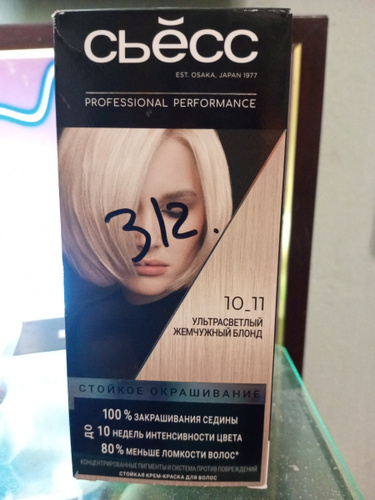 СЬЁСС
EST. OSAKA, JAPAN 1977
PROFESSIONAL PERFORMANCE
312.
10_11
УЛЬТРАСВЕТЛЫЙ
ЖЕМЧУЖНЫЙ БЛОНД
СТОЙКОЕ ОКРАШИВАНИЕ
100% ЗАКРАШИВАНИЯ СЕДИНЫ
ДО 10 НЕДЕЛЬ ИНТЕНСИВНОСТИ ЦВЕТА
80% МЕНЬШЕ ЛОМКОСТИ ВОЛОС*
КОНЦЕНТРИРОВАННЫЕ ПИГМЕНТЫ И СИСТЕМА ПРОТИВ ПОВРЕЖДЕНИЙ
СТОЙКАЯ КРЕМ-КРАСКА ДЛЯ ВОЛОС